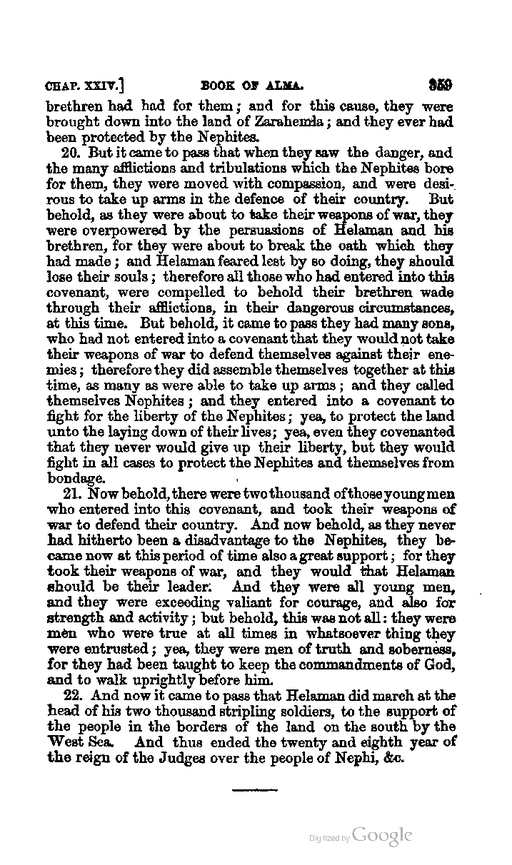 CHAP. XXIV.] BOOK OF ALMA. 359
brethren had had for them; and for this cause, they were
brought down into the land of Zarahemla; and they ever had
been protected by the Nephites.
20. But it came to pass that when they saw the danger, and
the many afflictions and tribulations which the Nephites bore
for them, they were moved with compassion, and were desi-
rous to take up arms in the defence of their country. But
behold, as they were about to take their weapons of war, they
were overpowered by the persuasions of Helaman and his
brethren, for they were about to break the oath which they
had made; and Helaman feared lest by so doing, they should
lose their souls; therefore all those who had entered into this
covenant, were compelled to behold their brethren wade
through their afflictions, in their dangerous circumstances,
at this time. But behold, it came to pass they had many sons,
who had not entered into a covenant that they would not take
their weapons of war to defend themselves against their ene-
mies; therefore they did assemble themselves together at this
time, as many as were able to take up arms; and they called
themselves Nephites; and they entered into a covenant to
fight for the liberty of the Nephites; yea, to protect the land
unto the laying down of their lives; yea, even they covenanted
that they never would give up their liberty, but they would
fight in all cases to protect the Nephites and themselves from
bondage.
21. Now behold, there were two thousand of those young men
who entered into this covenant, and took their weapons of
war to defend their country. And now behold, as they never
had hitherto been a disadvantage to the Nephites, they be-
came now at this period of time also a great support; for they
took their weapons of war, and they would that Helaman
should be their leader. And they were all young men,
and they were exceeding valiant for courage, and also for
strength and activity; but behold, this was not all: they were
men who were true at all times in whatsoever thing they
were entrusted; yea, they were men of truth and soberness,
for they had been taught to keep the commandments of God,
and to walk uprightly before him.
22. And now it came to pass that Helaman did march at the
head of his two thousand stripling soldiers, to the support of
the people in the borders of the land on the south by the
West Sea. And thus ended the twenty and eighth year of
the reign of the Judges over the people of Nephi, &c.
Digitized by Google